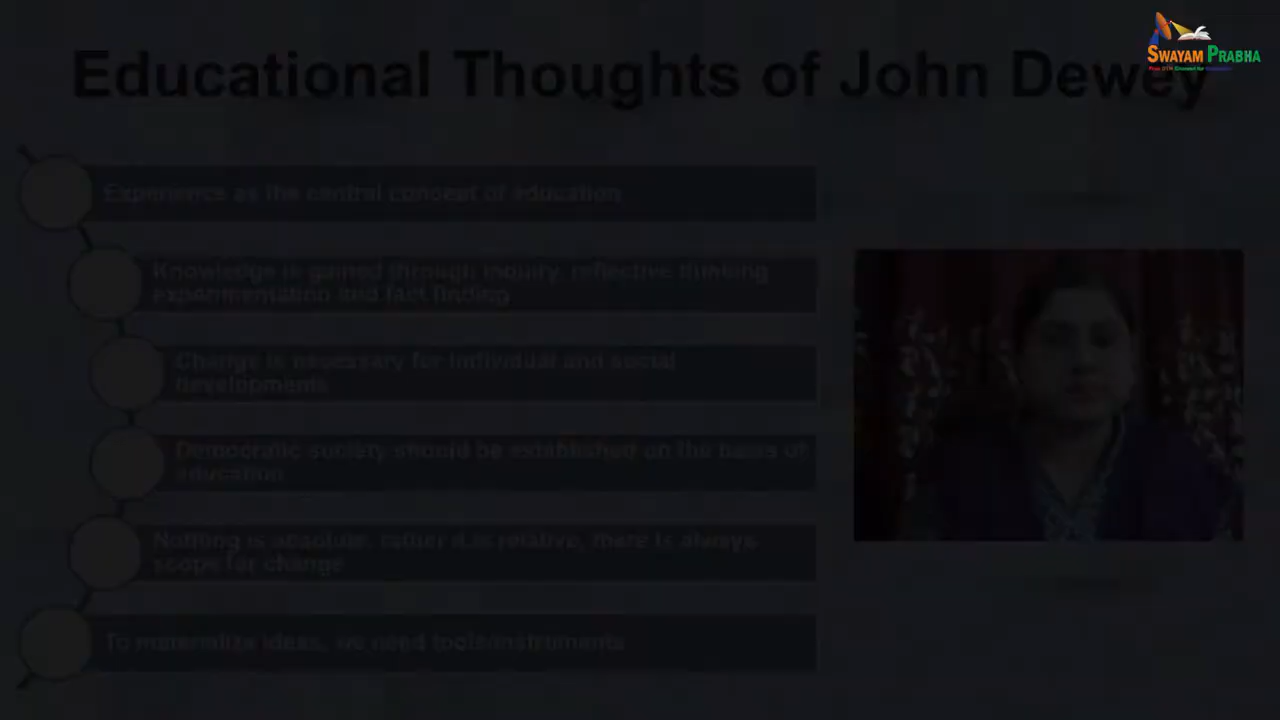 SWAYAM PRABHA
Educational Thoughts of John Dewey
Experience as the central concept of education
Knowledge is gained through inquiry, reflective thinking
experimentation and fact finding
Change is necessary for individual and social
developments
Democratic society should be established on the basis of
education
Nothing is absolute, rather it is relative, there is always
scope for change
To materialize ideas, we need tools/instruments